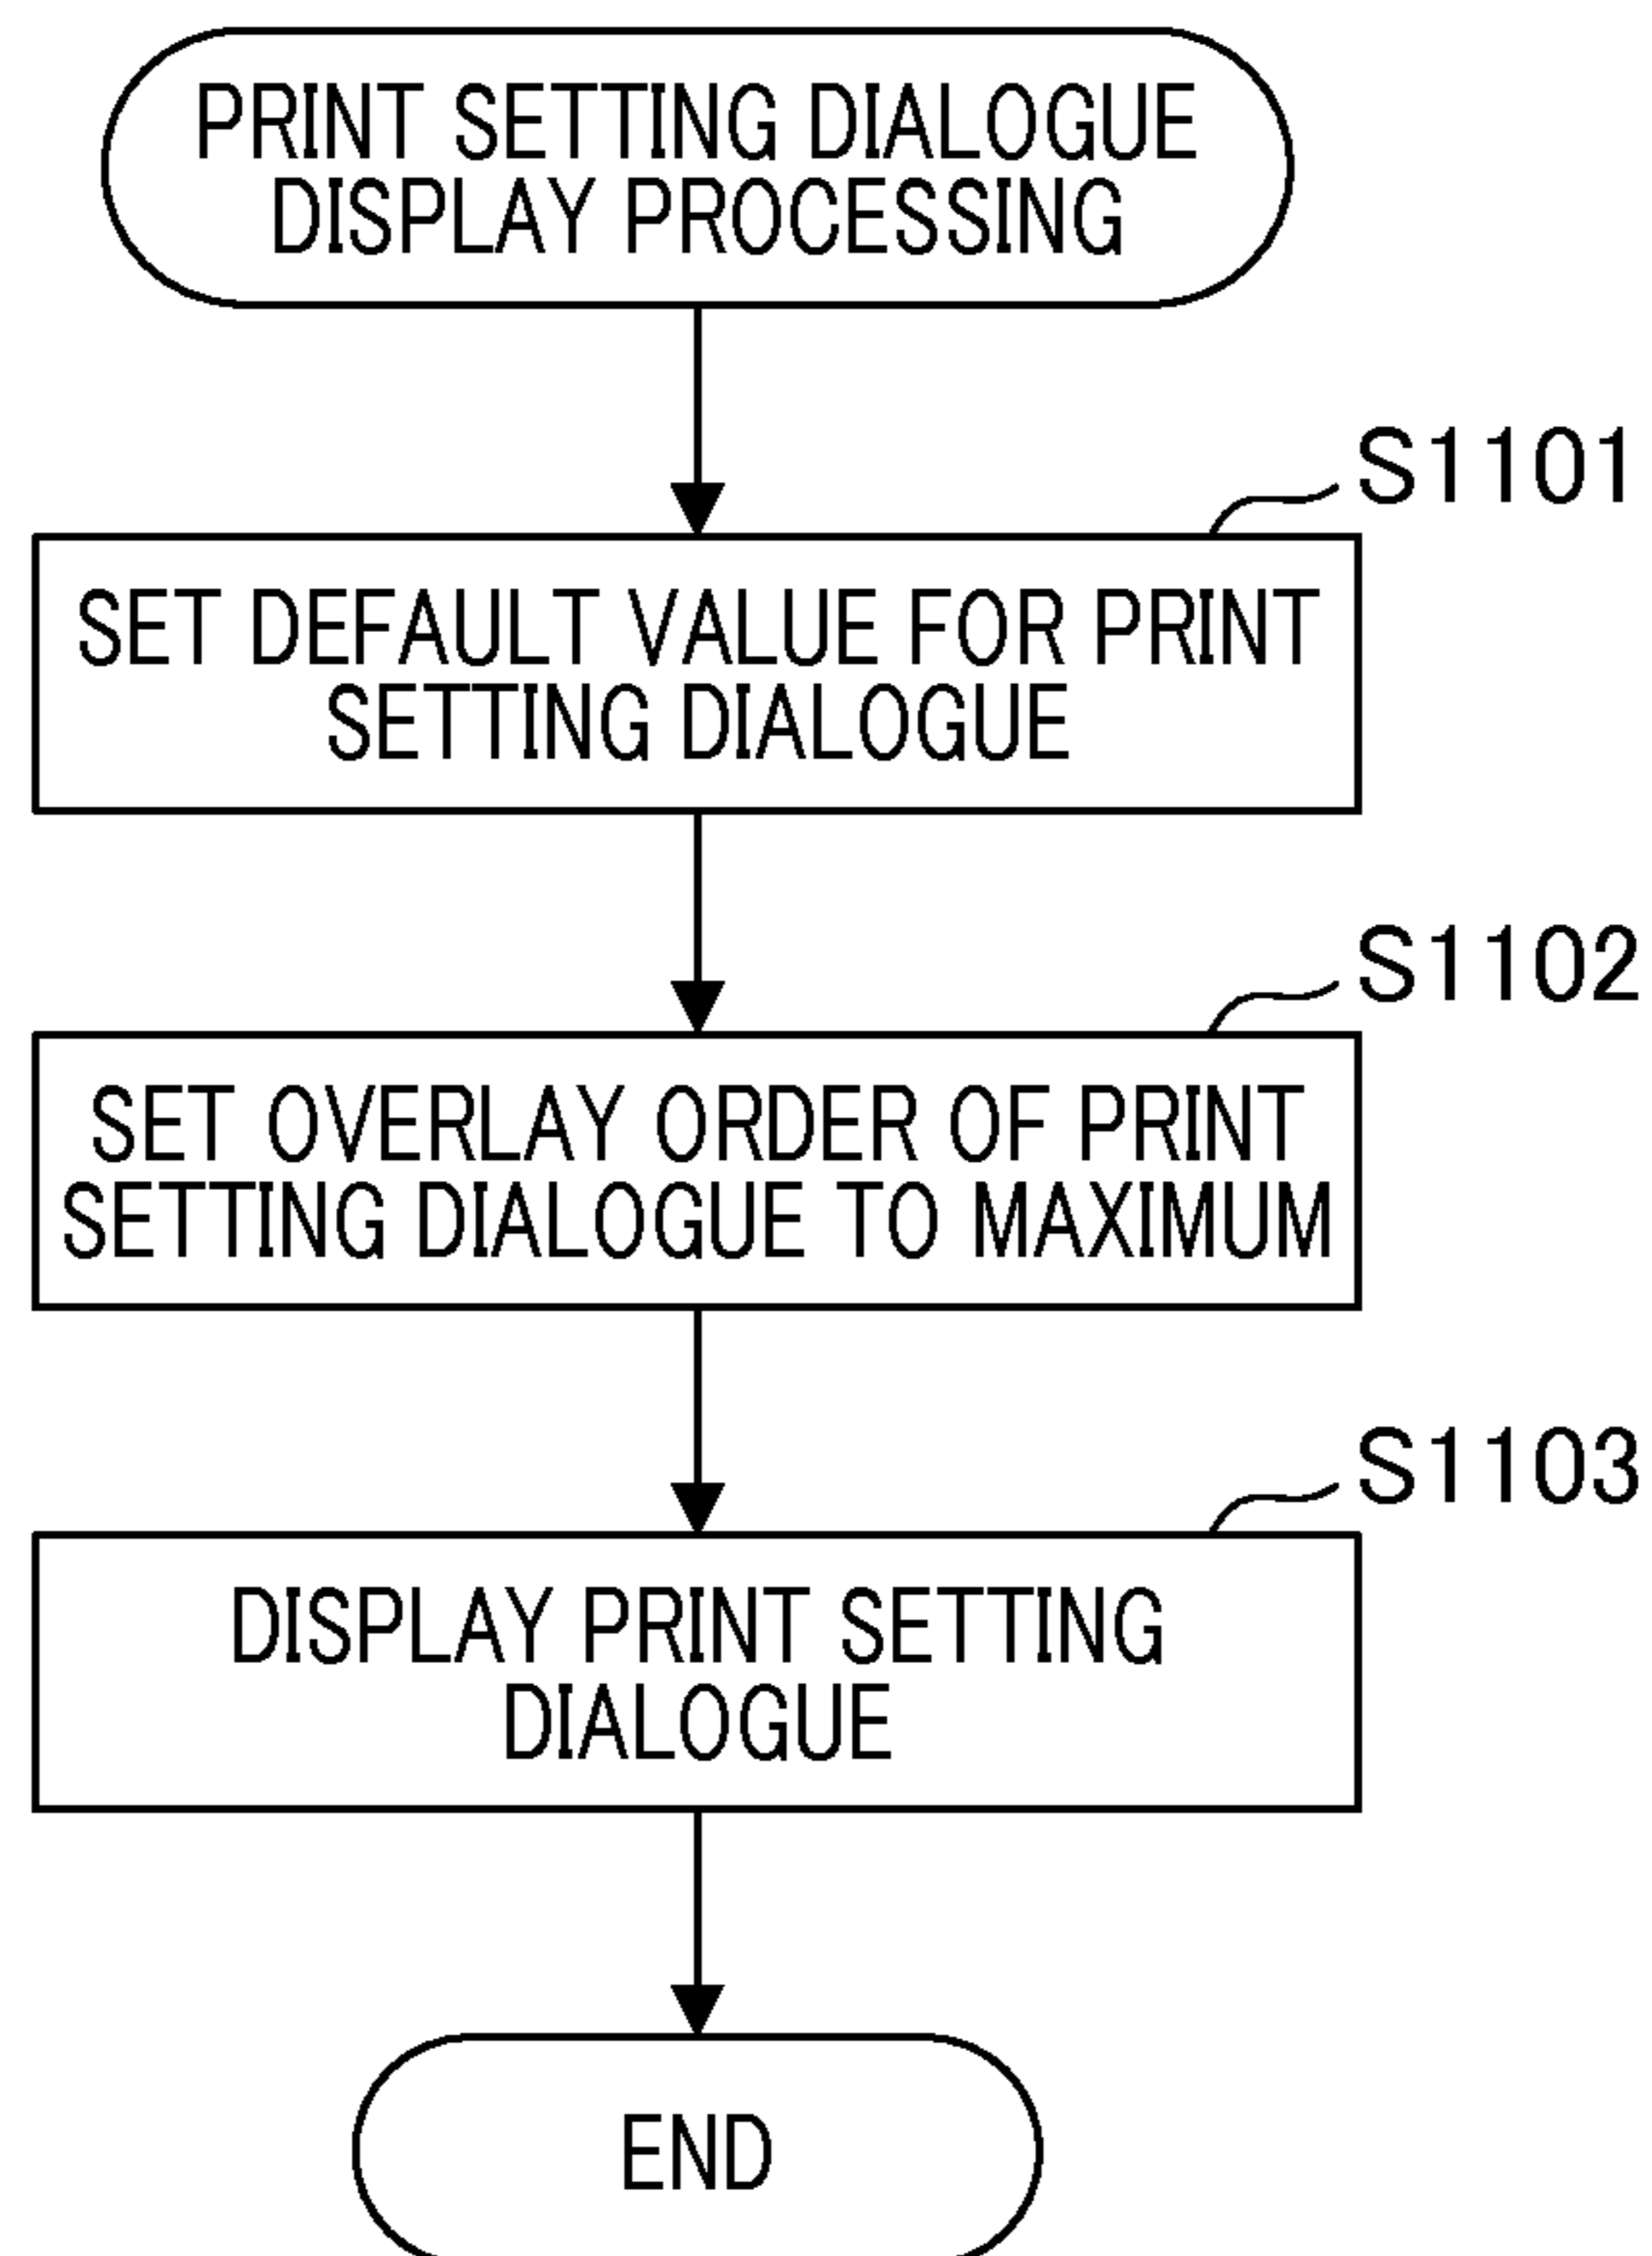 PRINT SETTING DIALOGUE
DISPLAY PROCESSING
S1101
SET DEFAULT VALUE FOR PRINT
SETTING DIALOGUE
S1102
SET OVERLAY ORDER OF PRINT
SETTING DIALOGUE TO MAXIMUM
S1103
DISPLAY PRINT SETTING
DIALOGUE
END